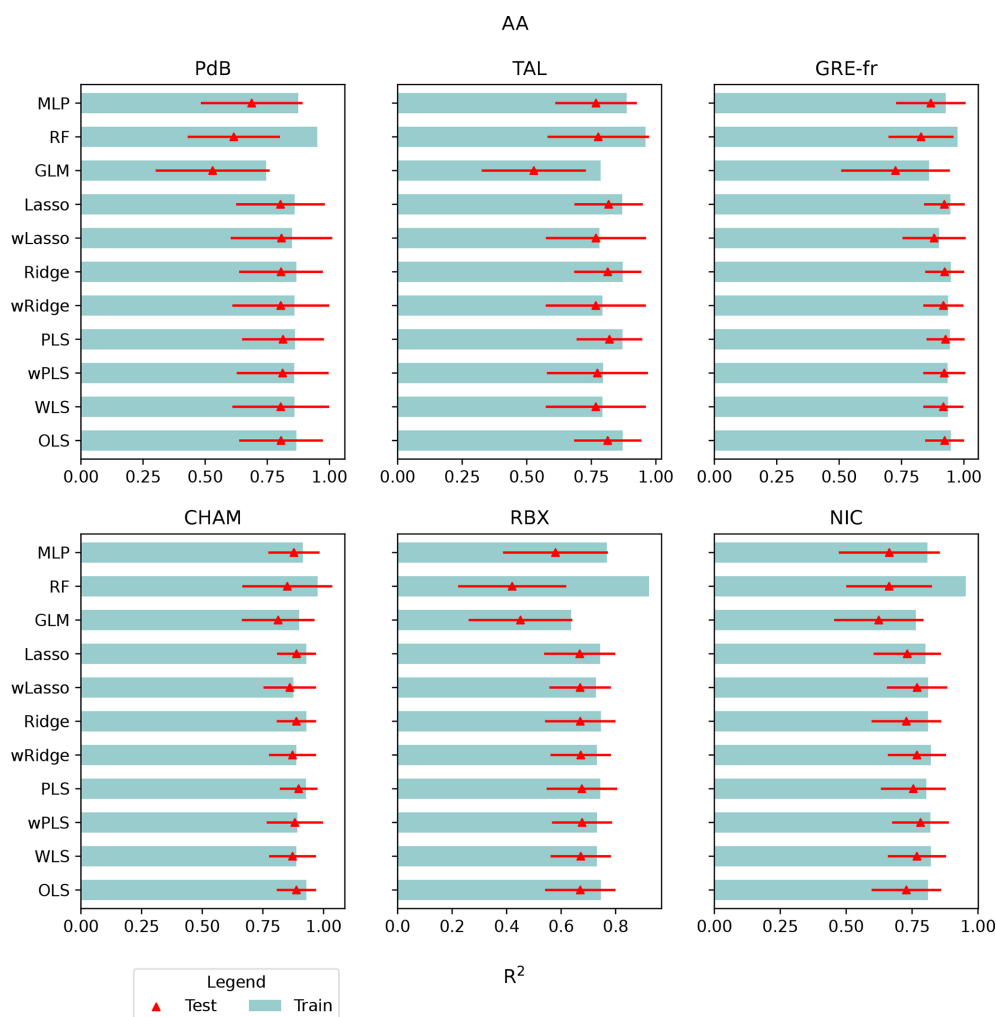 AA
PdB
TAL
GRE-fr
MLP
RF
GLM
Lasso
wLasso
Ridge
wRidge
PLS
wPLS
WLS
OLS
0.00 0.25 0.50 0.75 1.00
0.00 0.25 0.50 0.75 1.00
0.00 0.25 0.50 0.75 1.00
CHAM
RBX
NIC
MLP
RF
GLM
Lasso
wLasso
Ridge
wRidge
PLS
wPLS
WLS
OLS
0.00 0.25 0.50 0.75 1.00
0.0 0.2 0.4 0.6 0.8
0.00 0.25 0.50 0.75 1.00
R²
Legend
Test Train